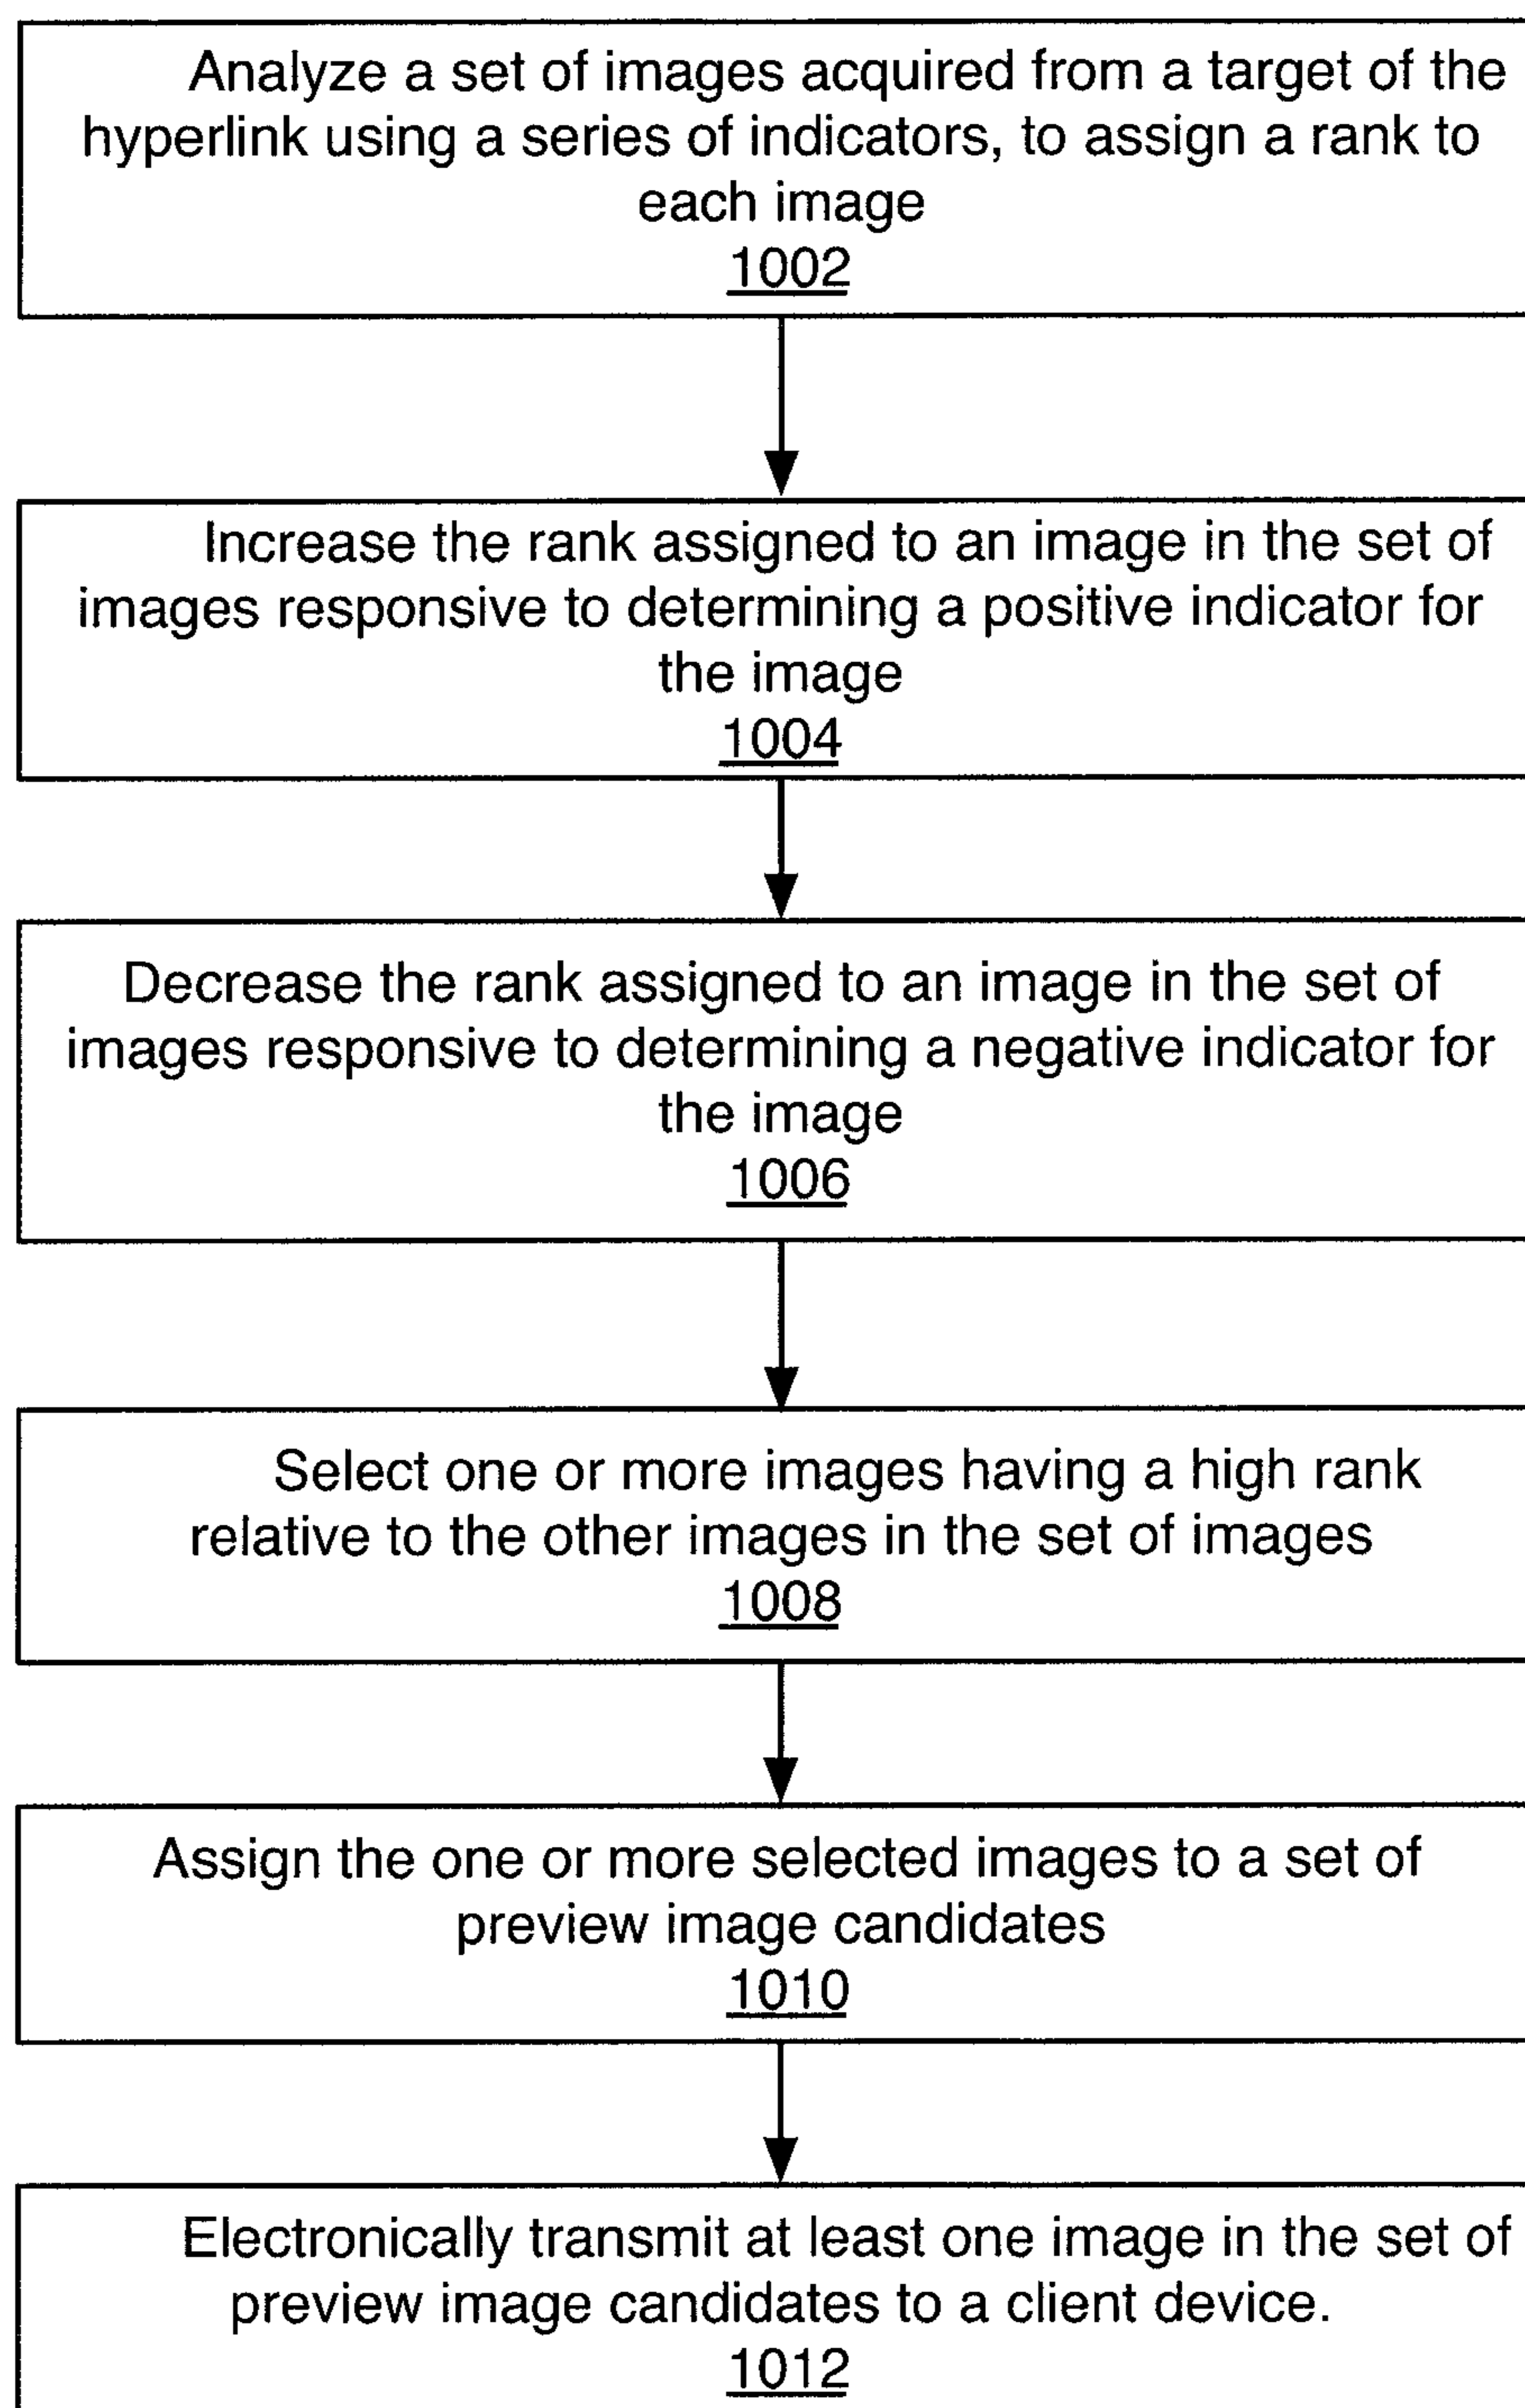 Analyze a set of images acquired from a target of the
hyperlink using a series of indicators, to assign a rank to
each image
1002
Increase the rank assigned to an image in the set of
images responsive to determining a positive indicator for
the image
1004
Decrease the rank assigned to an image in the set of
images responsive to determining a negative indicator for
the image
1006
Select one or more images having a high rank
relative to the other images in the set of images
1008
Assign the one or more selected images to a set of
preview image candidates
1010
Electronically transmit at least one image in the set of
preview image candidates to a client device.
1012